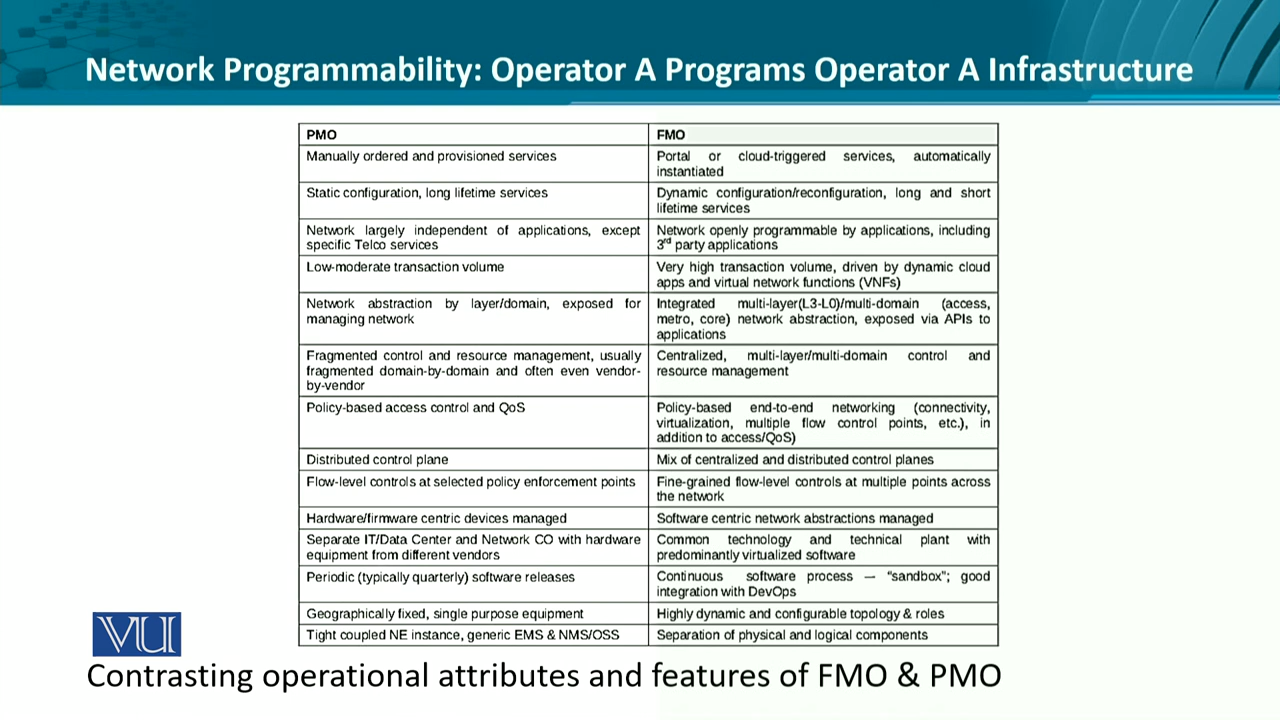 Network Programmability: Operator A Programs Operator A Infrastructure
PMO
FMO
Manually ordered and provisioned services
Portal or cloud-triggered services, automatically
instantiated
Static configuration, long lifetime services
Dynamic configuration/reconfiguration, long and short
lifetime services
Network largely independent of applications, except
specific Telco services
Network openly programmable by applications, including
3rd party applications
Low-moderate transaction volume
Very high transaction volume, driven by dynamic cloud
apps and virtual network functions (VNFs)
Network abstraction by layer/domain, exposed for
managing network
Integrated multi-layer(L3-L0)/multi-domain (access,
metro, core) network abstraction, exposed via APIs to
applications
Fragmented control and resource management, usually
fragmented domain-by-domain and often even vendor-
by-vendor
Centralized, multi-layer/multi-domain control and
resource management
Policy-based access control and QoS
Policy-based end-to-end networking (connectivity,
virtualization, multiple flow control points, etc.), in
addition to access/QoS)
Distributed control plane
Mix of centralized and distributed control planes
Flow-level controls at selected policy enforcement points
Fine-grained flow-level controls at multiple points across
the network
Hardware/firmware centric devices managed
Software centric network abstractions managed
Separate IT/Data Center and Network CO with hardware
equipment from different vendors
Common technology and technical plant with
predominantly virtualized software
Periodic (typically quarterly) software releases
Continuous software process — “sandbox”; good
integration with DevOps
Geographically fixed, single purpose equipment
Highly dynamic and configurable topology & roles
Tight coupled NE instance, generic EMS & NMS/OSS
Separation of physical and logical components
VU
Contrasting operational attributes and features of FMO & PMO